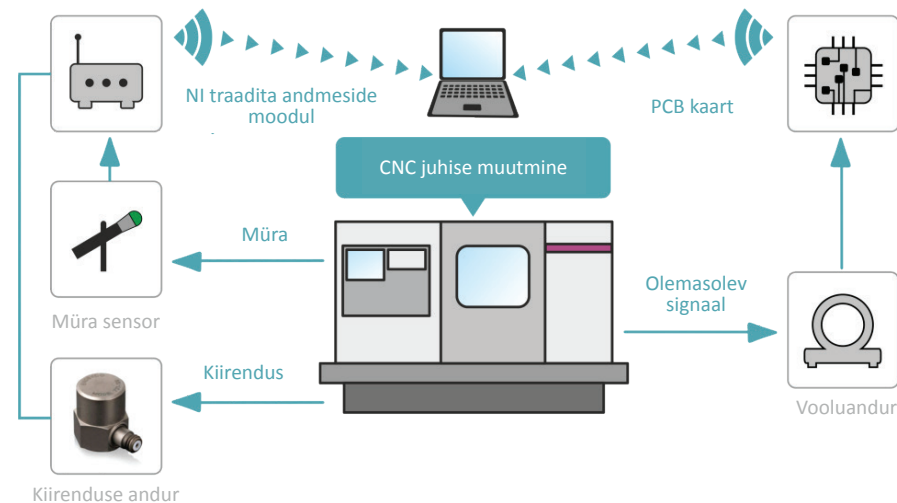 NI traadita andmeside
moodul
PCB kaart
CNC juhise muutmine
Müra
Müra sensor
Olemasolev
signaal
Kiirendus
Vooluandur
Kiirenduse andur